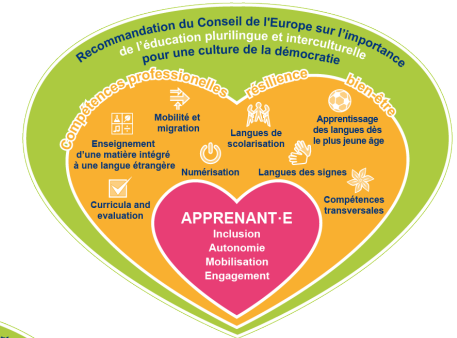 Recommandation du Conseil de l'Europe sur l'importance
de l'éducation plurilingue et interculturelle
pour une culture de la démocratie
Compétences professionelles résilience bien-être
Mobilité et
migration
Enseignement
d'une matière intégré
à une langue étrangère
Langues de
scolarisation
Apprentissage
des langues dès
le plus jeune âge
Numérisation
Langues des signes
Curricula and
evaluation
Compétences
transversales
APPRENANT·E
Inclusion
Autonomie
Mobilisation
Engagement